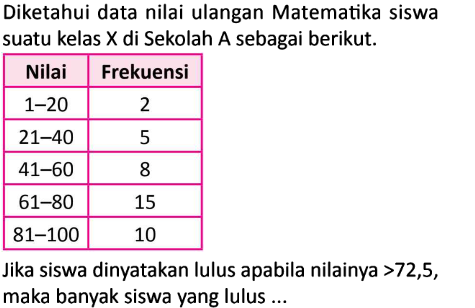 Diketahui data nilai ulangan Matematika siswa
suatu kelas X di Sekolah A sebagai berikut.
Nilai Frekuensi
1–20 2
21–40 5
41–60 8
61–80 15
81–100 10
Jika siswa dinyatakan lulus apabila nilainya >72,5,
maka banyak siswa yang lulus ...